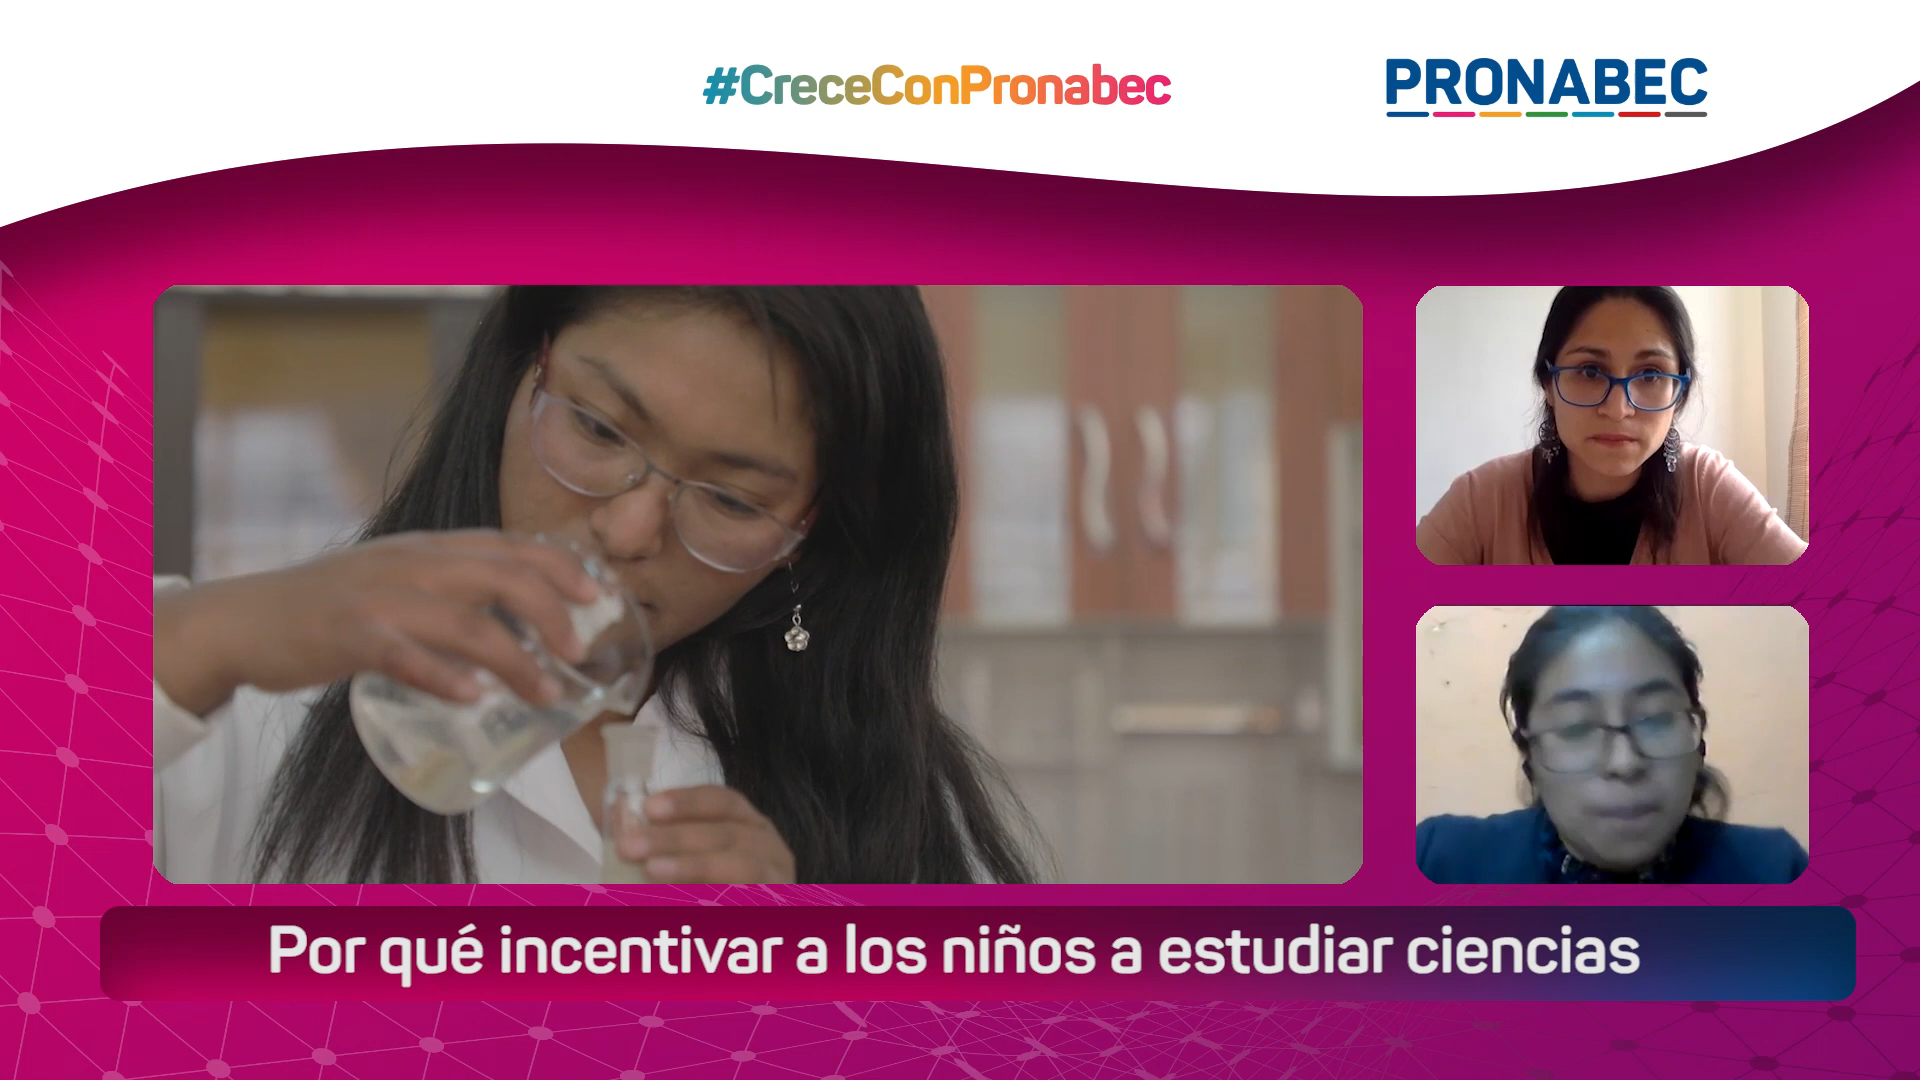 #CreceConPronabec
PRONABEC
Por qué incentivar a los niños a estudiar ciencias